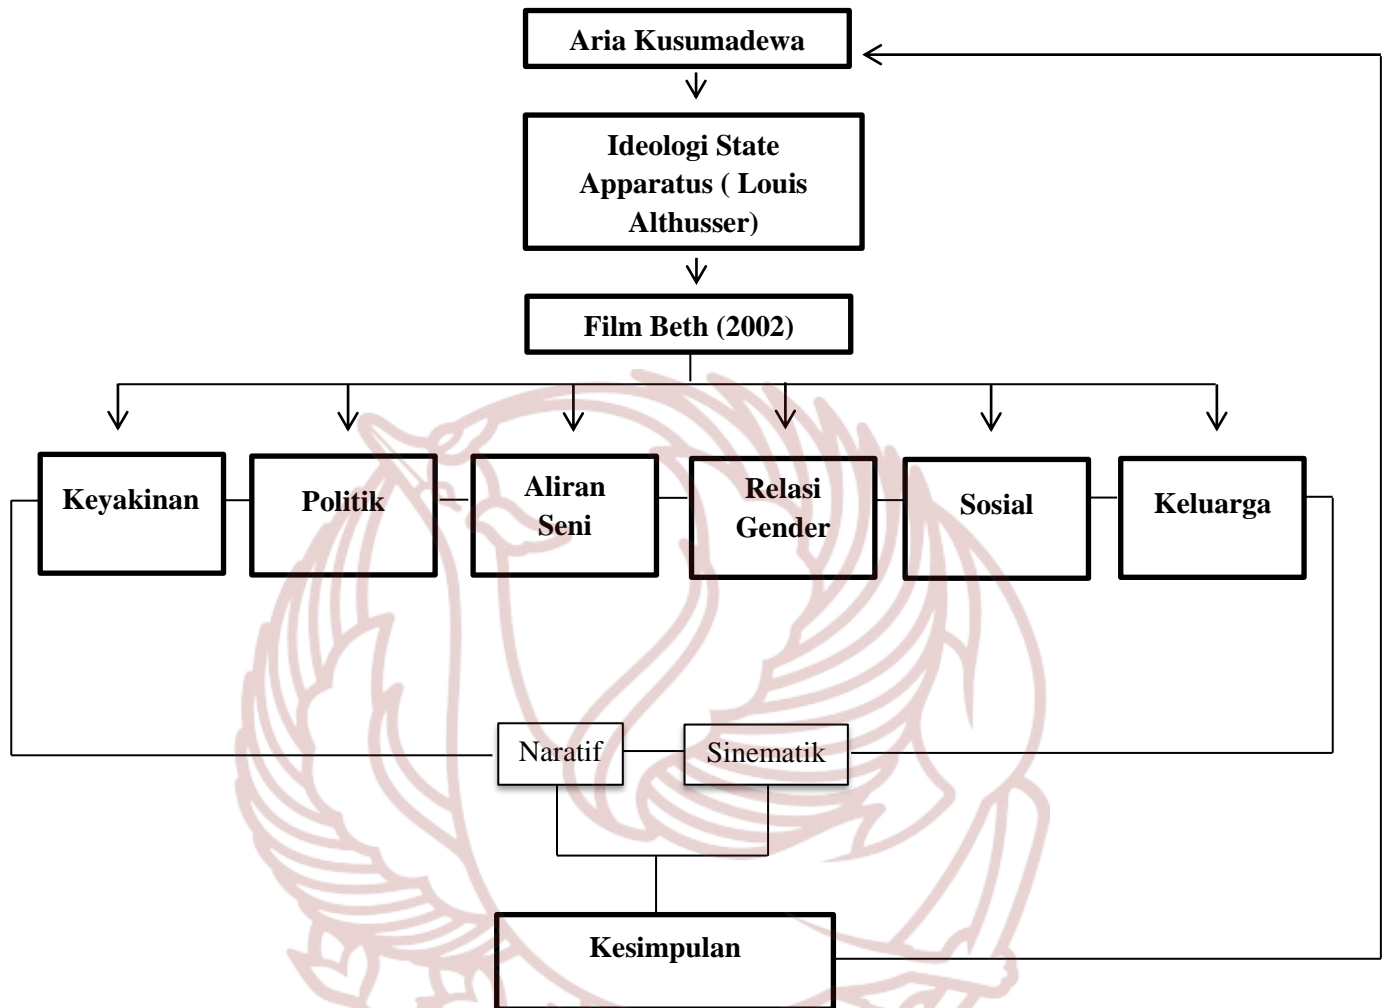 Aria Kusumadewa
Ideologi State
Apparatus ( Louis
Althusser)
Film Beth (2002)
Keyakinan
Politik
Aliran
Seni
Relasi
Gender
Sosial
Keluarga
Naratif
Sinematik
Kesimpulan